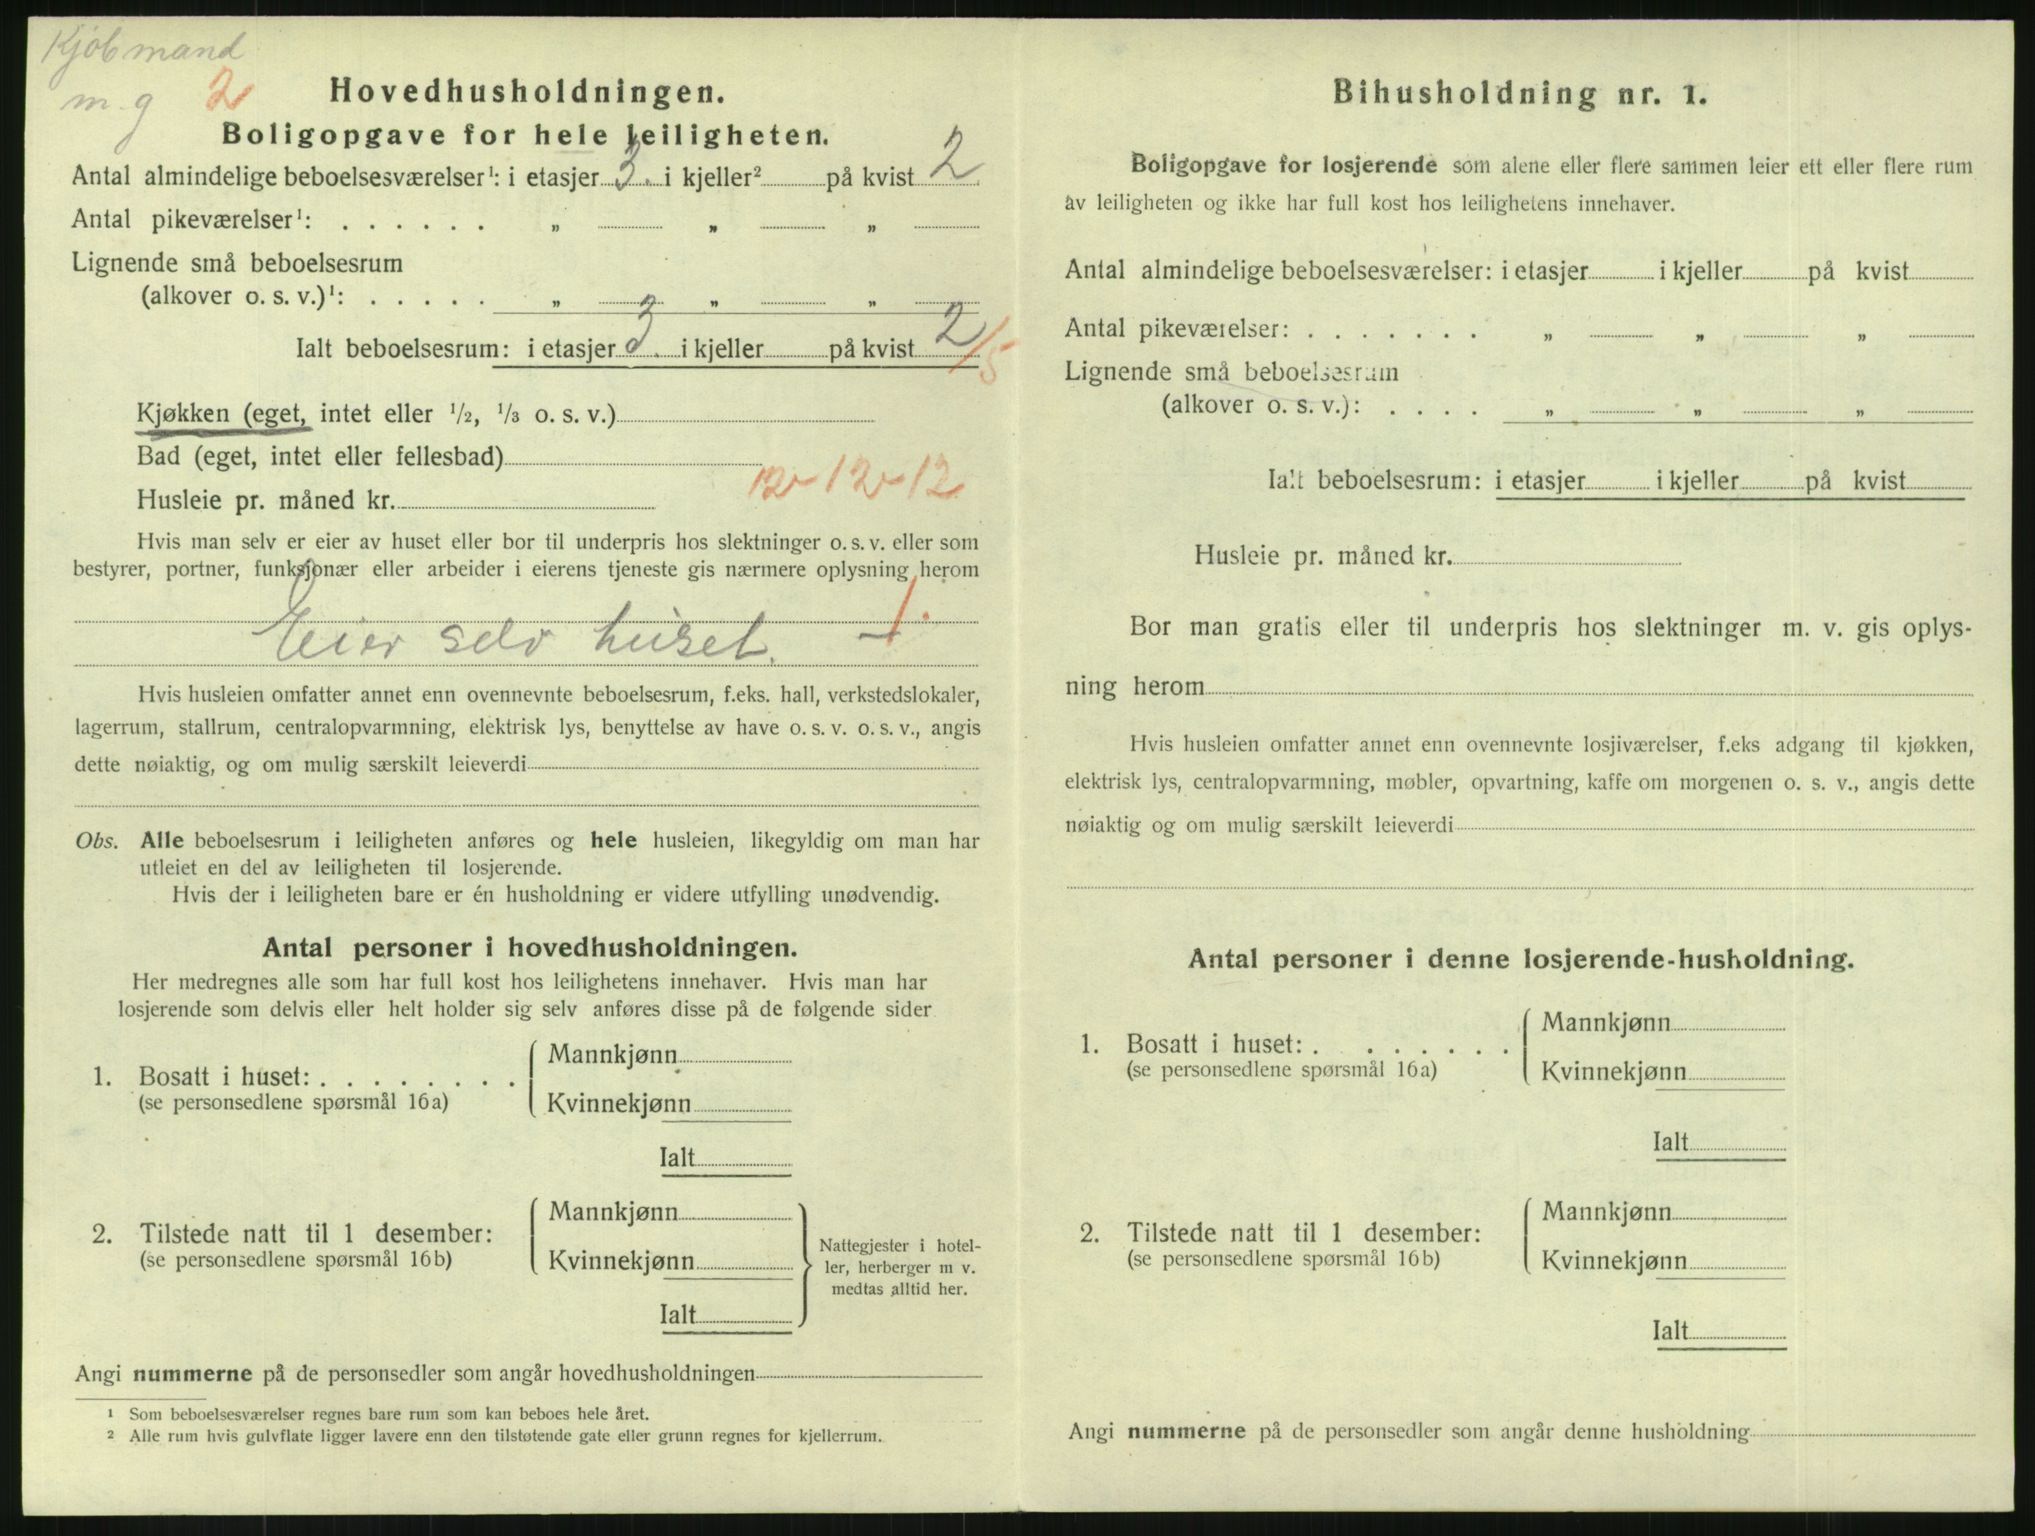 Kjøbmand
m.g 2
Hovedhusholdningen.
Boligopgave for hele leiligheten.
Antal almindelige beboelsesværelser¹: i etasjer 3. i kjeller² på kvist 2
Antal pikeværelser¹: . . . . . . „ „ „
Lignende små beboelsesrum
(alkover o. s. v.)¹: . . . . . „ „ „
Ialt beboelsesrum: i etasjer 3. i kjeller på kvist 2/5
Kjøkken (eget, intet eller ½, ⅓ o. s. v.)
Bad (eget, intet eller fellesbad)
12-12-12
Husleie pr. måned kr.
Hvis man selv er eier av huset eller bor til underpris hos slektninger o. s. v. eller som
bestyrer, portner, funksjonær eller arbeider i eierens tjeneste gis nærmere oplysning herom
Eier selv huset. – 1.
Hvis husleien omfatter annet enn ovennevnte beboelsesrum, f.eks. hall, verkstedslokaler,
lagerrum, stallrum, centralopvarmning, elektrisk lys, benyttelse av have o. s. v. o. s. v., angis
dette nøiaktig, og om mulig særskilt leieverdi
Obs. Alle beboelsesrum i leiligheten anføres og hele husleien, likegyldig om man har
utleiet en del av leiligheten til losjerende.
Hvis der i leiligheten bare er én husholdning er videre utfylling unødvendig.
Antal personer i hovedhusholdningen.
Her medregnes alle som har full kost hos leilighetens innehaver. Hvis man har
losjerende som delvis eller helt holder sig selv anføres disse på de følgende sider
Mannkjønn
1. Bosatt i huset: . . . . . . . .
(se personsedlene spørsmål 16a)
Kvinnekjønn
Ialt
Mannkjønn
2. Tilstede natt til 1 desember:
(se personsedlene spørsmål 16b)
Kvinnekjønn
Ialt
Nattegjester i hotel-
ler, herberger m v.
medtas alltid her.
Angi nummerne på de personsedler som angår hovedhusholdningen
¹ Som beboelsesværelser regnes bare rum som kan beboes hele året.
² Alle rum hvis gulvflate ligger lavere enn den tilstøtende gate eller grunn regnes for kjellerrum.
Bihusholdning nr. 1.
Boligopgave for losjerende som alene eller flere sammen leier ett eller flere rum
av leiligheten og ikke har full kost hos leilighetens innehaver.
Antal almindelige beboelsesværelser: i etasjer i kjeller på kvist
Antal pikeværelser: . . . . . . . „ „ „
Lignende små beboelsesrum
(alkover o. s. v.): . . . . „ „ „
Ialt beboelsesrum: i etasjer i kjeller på kvist
Husleie pr. måned kr.
Bor man gratis eller til underpris hos slektninger m. v. gis oplys-
ning herom
Hvis husleien omfatter annet enn ovennevnte losjiværelser, f.eks adgang til kjøkken,
elektrisk lys, centralopvarmning, møbler, opvartning, kaffe om morgenen o. s. v., angis dette
nøiaktig og om mulig særskilt leieverdi
Antal personer i denne losjerende-husholdning.
Mannkjønn
1. Bosatt i huset: . . . . . . .
(se personsedlene spørsmål 16a)
Kvinnekjønn
Ialt
Mannkjønn
2. Tilstede natt til 1 desember:
(se personsedlene spørsmål 16b)
Kvinnekjønn
Ialt
Angi nummerne på de personsedler som angår denne husholdning